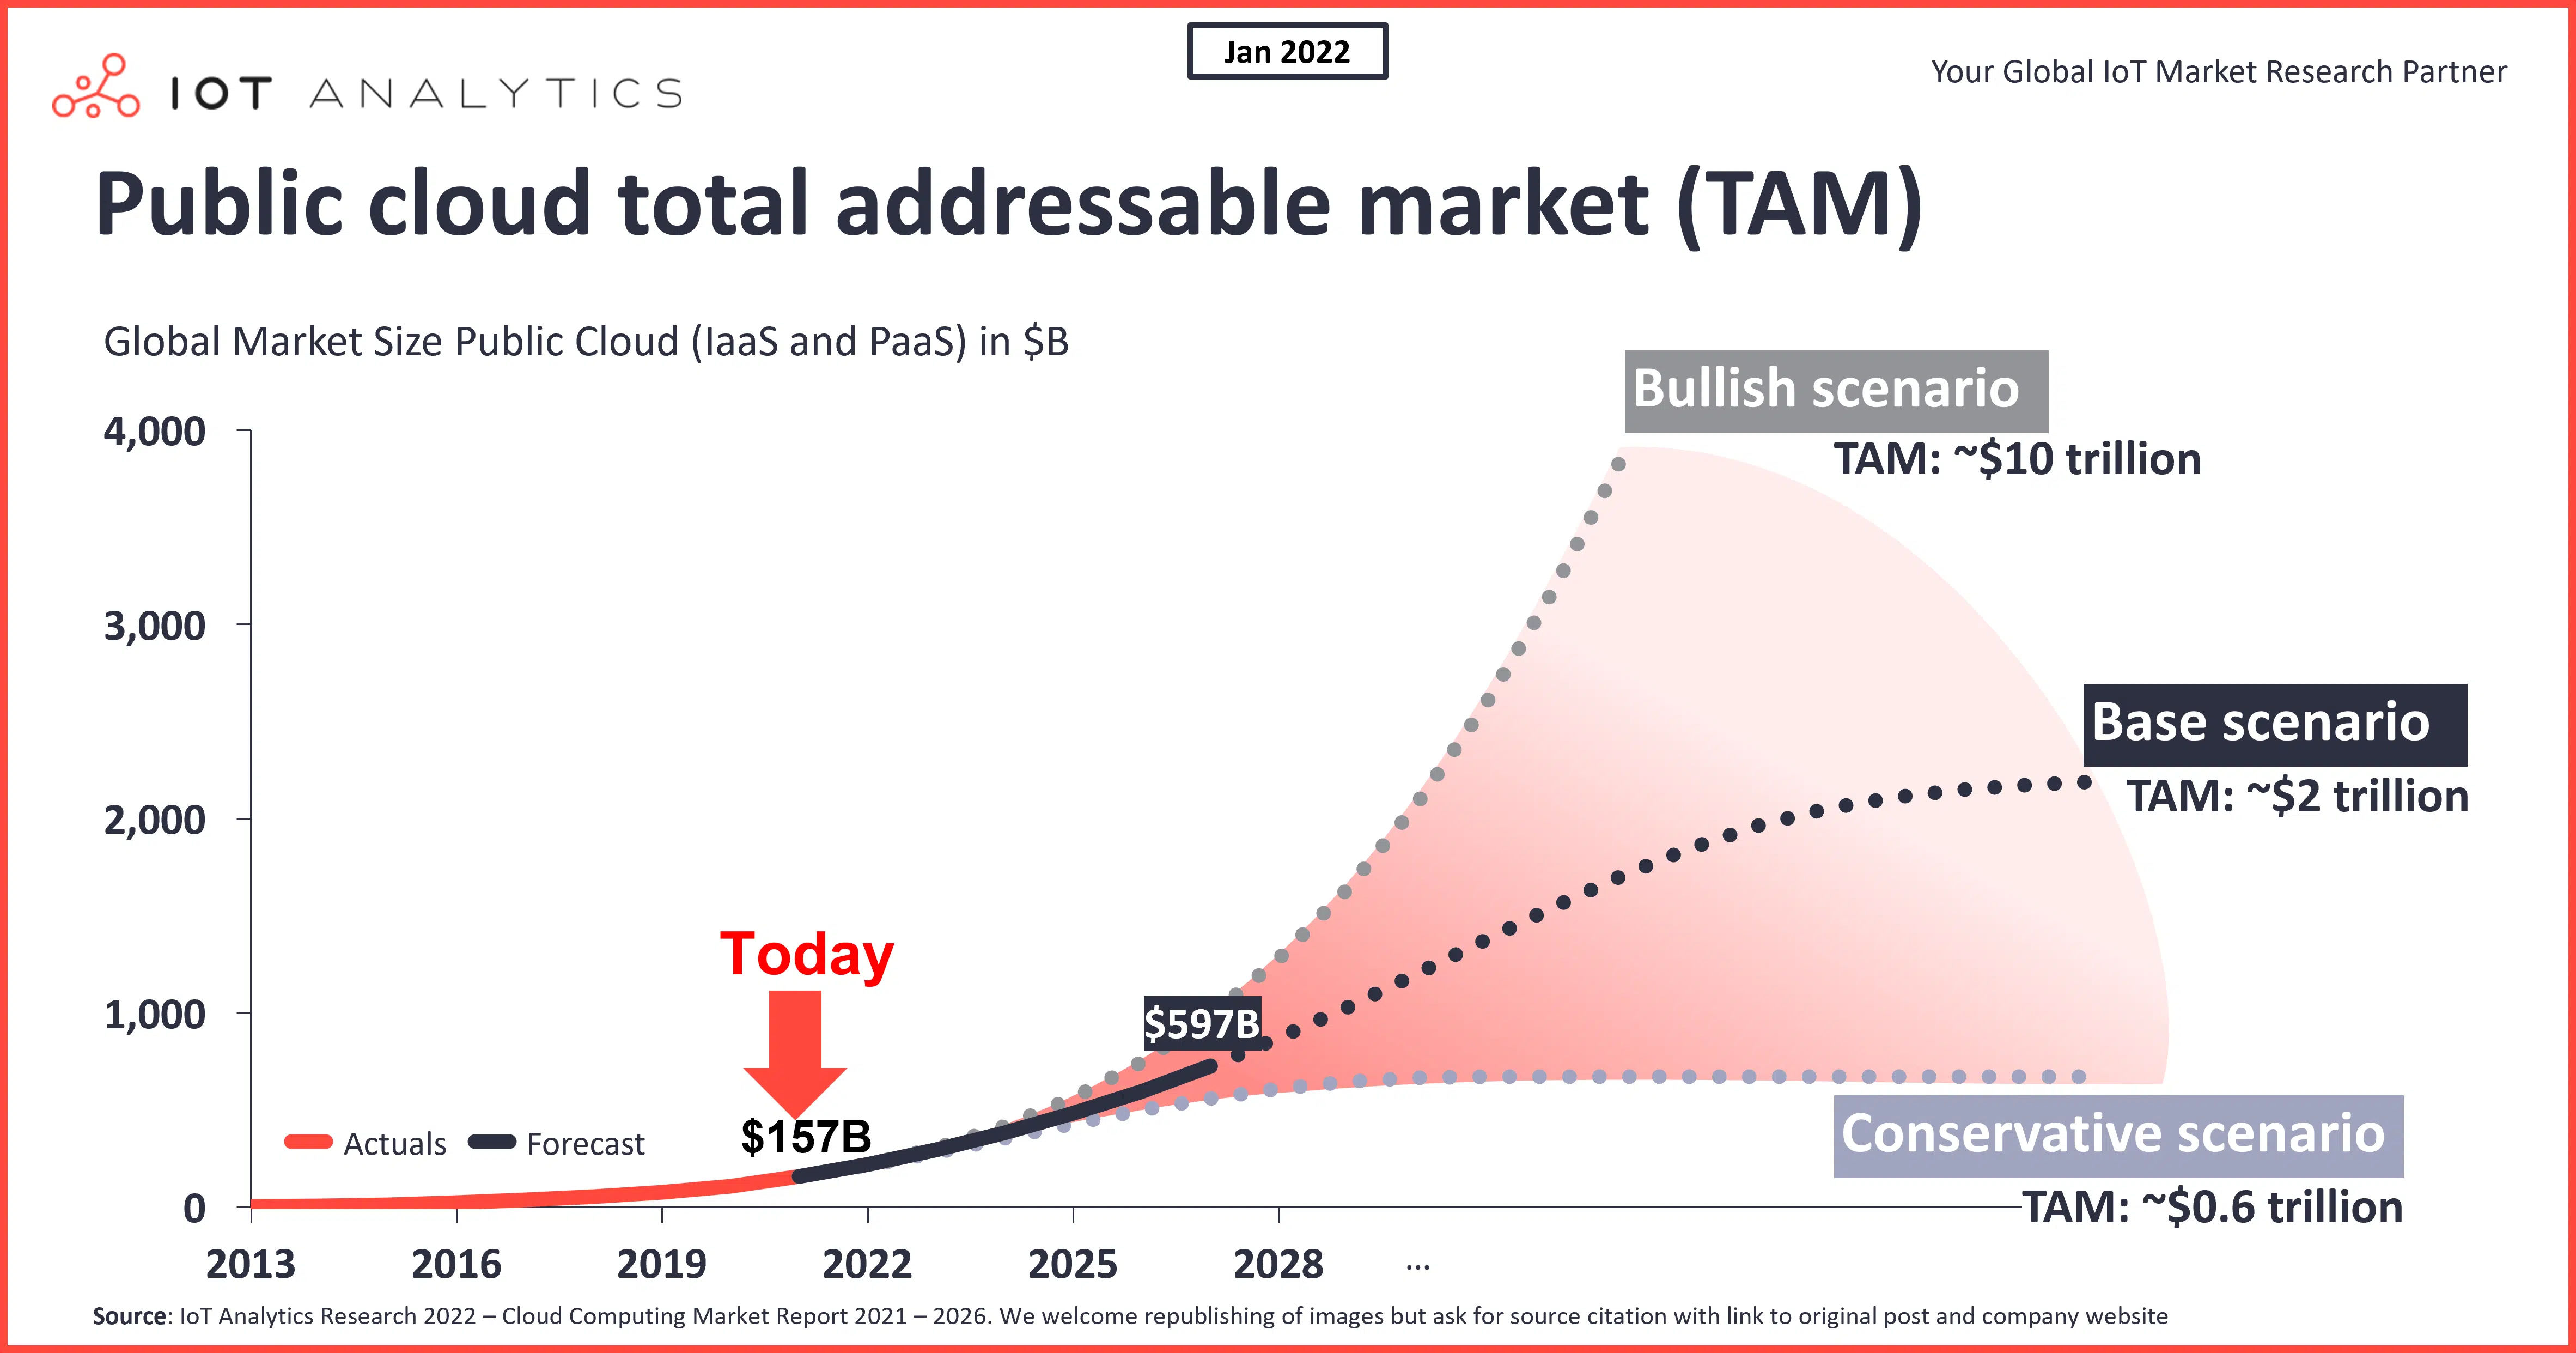 Jan 2022
IOT ANALYTICS
Your Global IoT Market Research Partner
Public cloud total addressable market (TAM)
Global Market Size Public Cloud (IaaS and PaaS) in $B
Bullish scenario
TAM: ~$10 trillion
Base scenario
TAM: ~$2 trillion
Conservative scenario
TAM: ~$0.6 trillion
4,000
3,000
2,000
1,000
0
Today
$157B
$597B
Actuals
Forecast
2013 2016 2019 2022 2025 2028 ...
Source: IoT Analytics Research 2022 – Cloud Computing Market Report 2021 – 2026. We welcome republishing of images but ask for source citation with link to original post and company website